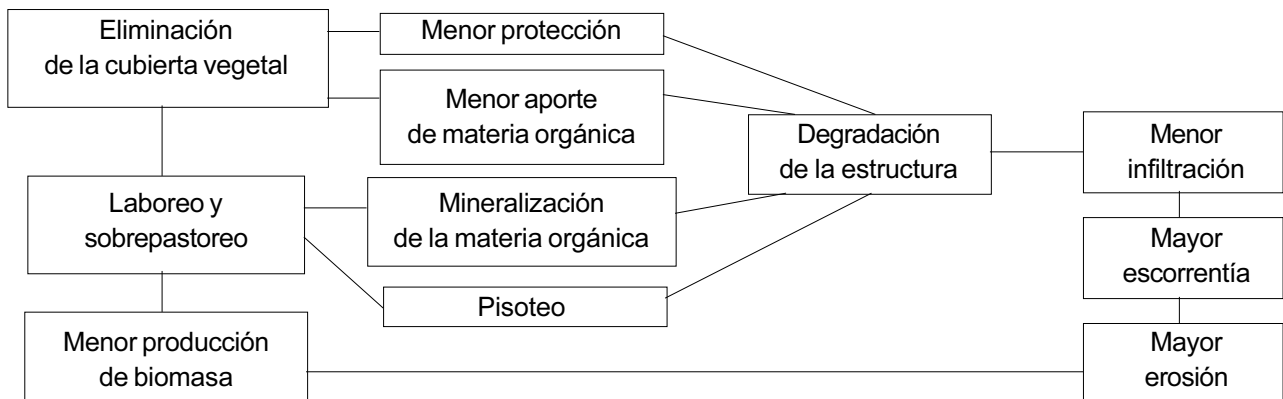 Eliminación
de la cubierta vegetal
Menor protección
Menor aporte
de materia orgánica
Degradación
de la estructura
Menor
infiltración
Laboreo y
sobrepastoreo
Mineralización
de la materia orgánica
Mayor
escorrentía
Pisoteo
Menor producción
de biomasa
Mayor
erosión